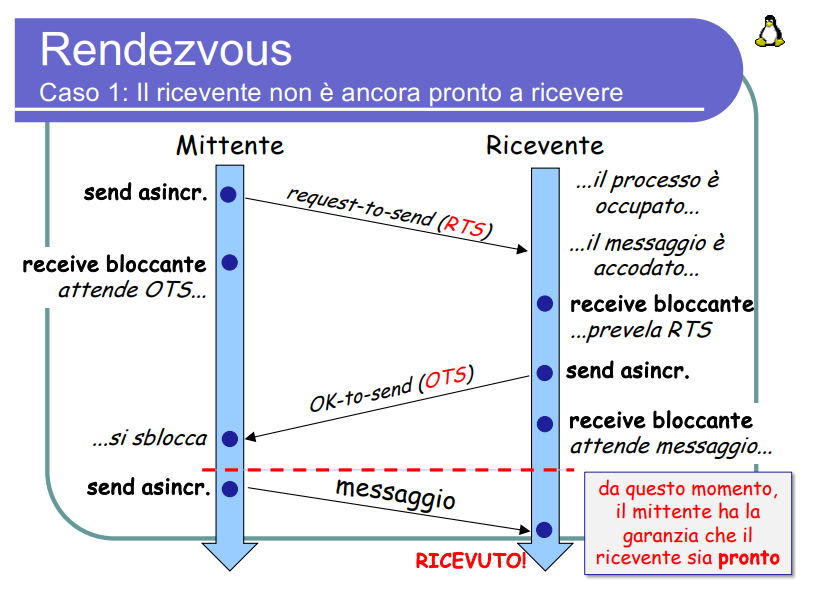 Rendezvous
Caso 1: Il ricevente non è ancora pronto a ricevere
Mittente
Ricevente
send asincr.
request-to-send (RTS)
...il processo è
occupato...
...il messaggio è
accodato...
receive bloccante
attende OTS...
receive bloccante
...prevela RTS
OK-to-send (OTS)
send asincr.
...si sblocca
receive bloccante
attende messaggio...
send asincr.
messaggio
RICEVUTO!
da questo momento,
il mittente ha la
garanzia che il
ricevente sia pronto